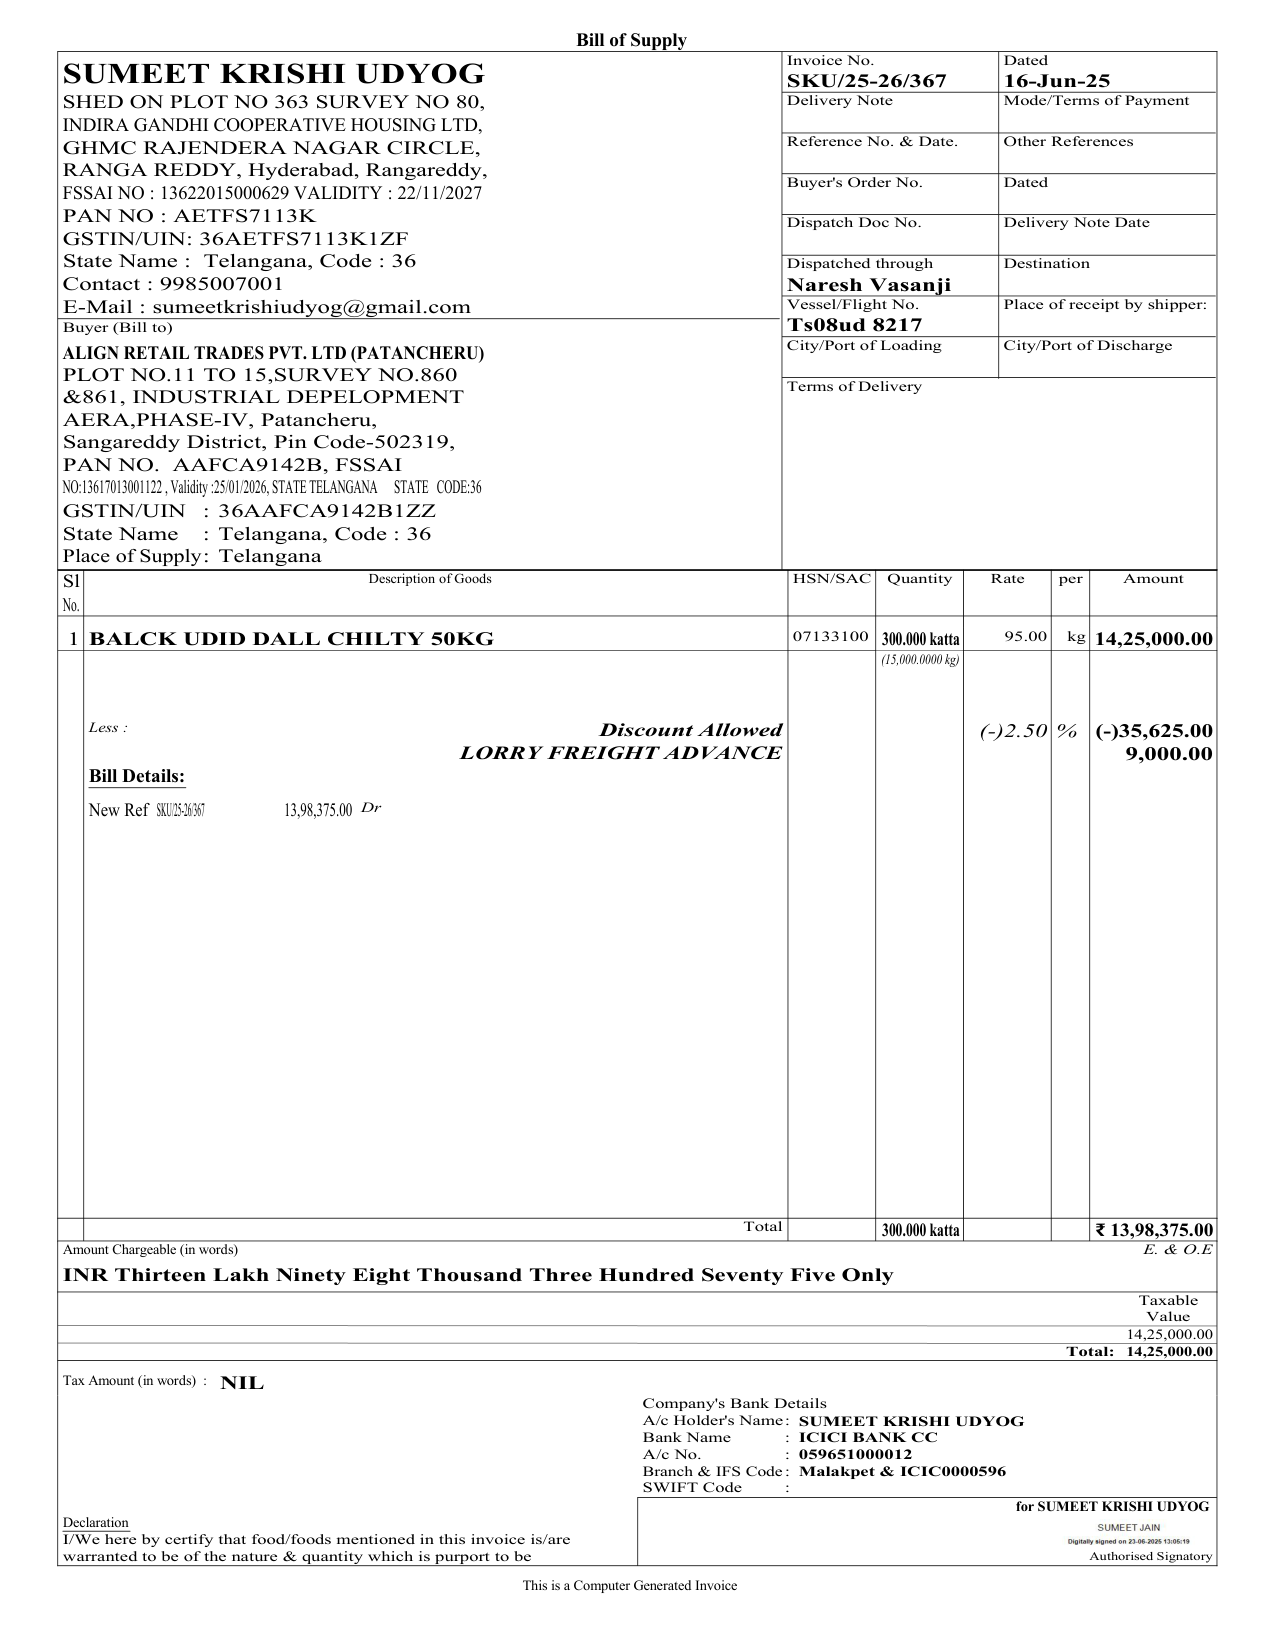 Bill of Supply
SUMEET KRISHI UDYOG
SHED ON PLOT NO 363 SURVEY NO 80,
INDIRA GANDHI COOPERATIVE HOUSING LTD,
GHMC RAJENDERA NAGAR CIRCLE,
RANGA REDDY, Hyderabad, Rangareddy,
FSSAI NO : 13622015000629 VALIDITY : 22/11/2027
PAN NO : AETFS7113K
GSTIN/UIN: 36AETFS7113K1ZF
State Name : Telangana, Code : 36
Contact : 9985007001
E-Mail : sumeetkrishiudyog@gmail.com
Buyer (Bill to)
ALIGN RETAIL TRADES PVT. LTD (PATANCHERU)
PLOT NO.11 TO 15,SURVEY NO.860
&861, INDUSTRIAL DEPELOPMENT
AERA,PHASE-IV, Patancheru,
Sangareddy District, Pin Code-502319,
PAN NO. AAFCA9142B, FSSAI
NO:13617013001122 , Validity :25/01/2026, STATE TELANGANA STATE CODE:36
GSTIN/UIN : 36AAFCA9142B1ZZ
State Name : Telangana, Code : 36
Place of Supply : Telangana
Invoice No. Dated
SKU/25-26/367 16-Jun-25
Delivery Note Mode/Terms of Payment
Reference No. & Date. Other References
Buyer's Order No. Dated
Dispatch Doc No. Delivery Note Date
Dispatched through Destination
Naresh Vasanji
Vessel/Flight No. Place of receipt by shipper:
Ts08ud 8217
City/Port of Loading City/Port of Discharge
Terms of Delivery
Sl Description of Goods HSN/SAC Quantity Rate per Amount
No.
1 BALCK UDID DALL CHILTY 50KG 07133100 300.000 katta 95.00 kg 14,25,000.00
(15,000.0000 kg)
Less : Discount Allowed (-)2.50 % (-)35,625.00
LORRY FREIGHT ADVANCE 9,000.00
Bill Details:
New Ref SKU/25-26/367 13,98,375.00 Dr
Total 300.000 katta ₹ 13,98,375.00
Amount Chargeable (in words) E. & O.E
INR Thirteen Lakh Ninety Eight Thousand Three Hundred Seventy Five Only
Taxable
Value
14,25,000.00
Total: 14,25,000.00
Tax Amount (in words) : NIL
Company's Bank Details
A/c Holder's Name : SUMEET KRISHI UDYOG
Bank Name : ICICI BANK CC
A/c No. : 059651000012
Branch & IFS Code : Malakpet & ICIC0000596
SWIFT Code :
for SUMEET KRISHI UDYOG
SUMEET JAIN
Digitally signed on 23-06-2025 13:05:19
Authorised Signatory
Declaration
I/We here by certify that food/foods mentioned in this invoice is/are
warranted to be of the nature & quantity which is purport to be
This is a Computer Generated Invoice